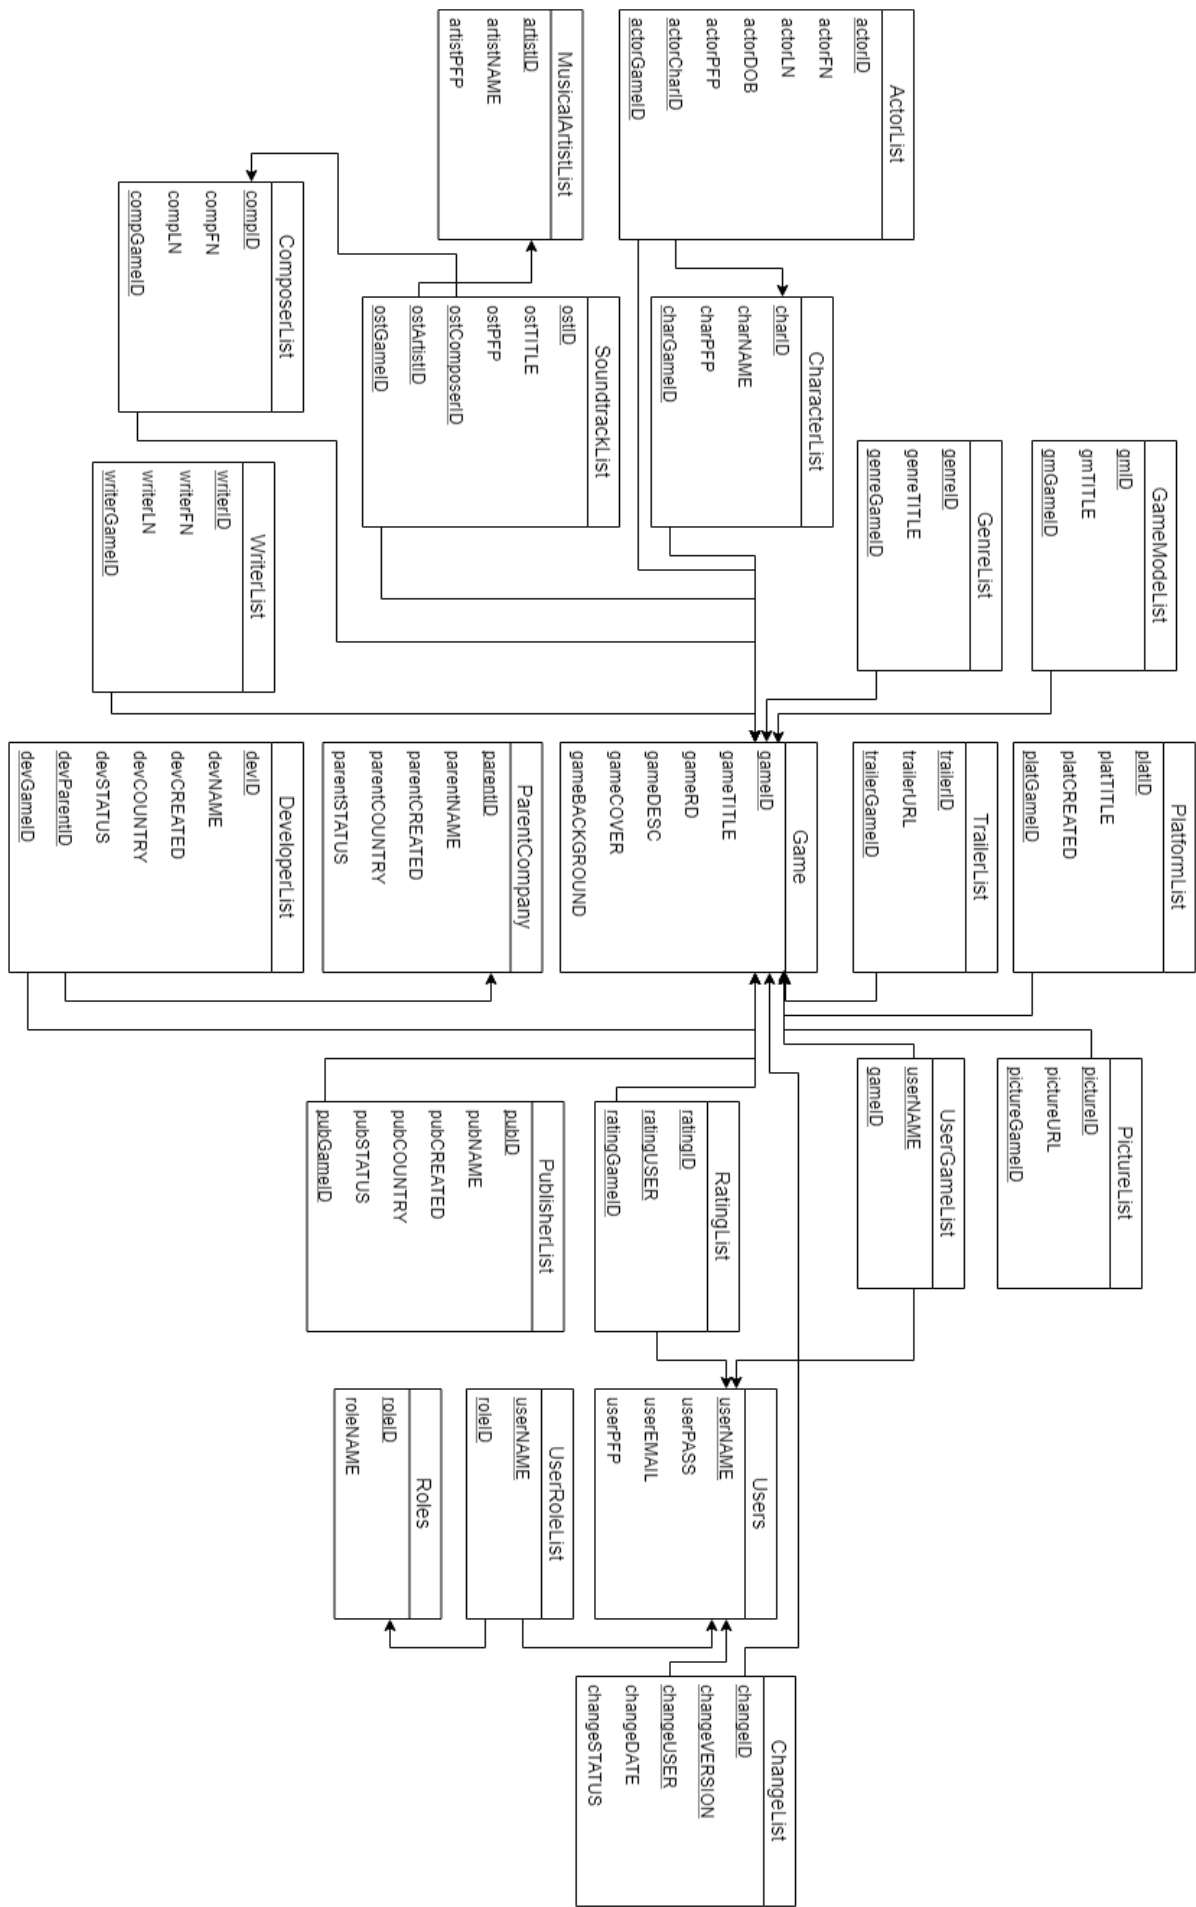 PlatformList
platID
platTITLE
platCREATED
platGameID
GameModeList
gmID
gmTITLE
gmGameID
PictureList
pictureID
pictureURL
pictureGameID
GenreList
genreID
genreTITLE
genreGameID
TrailerList
trailerID
trailerURL
trailerGameID
UserGameList
userNAME
gameID
ActorList
actorID
actorFN
actorLN
actorDOB
actorPFP
actorCharID
actorGameID
CharacterList
charID
charNAME
charPFP
charGameID
Game
gameID
gameTITLE
gameRD
gameDESC
gameCOVER
gameBACKGROUND
RatingList
ratingID
ratingUSER
ratingGameID
Users
userNAME
userPASS
userEMAIL
userPFP
ChangeList
changeID
changeVERSION
changeUSER
changeDATE
changeSTATUS
MusicalArtistList
artistID
artistNAME
artistPFP
SoundtrackList
ostID
ostTITLE
ostPFP
ostComposerID
ostArtistID
ostGameID
ParentCompany
parentID
parentNAME
parentCREATED
parentCOUNTRY
parentSTATUS
PublisherList
pubID
pubNAME
pubCREATED
pubCOUNTRY
pubSTATUS
pubGameID
UserRoleList
userNAME
roleID
Roles
roleID
roleNAME
ComposerList
compID
compFN
compLN
compGameID
WriterList
writerID
writerFN
writerLN
writerGameID
DeveloperList
devID
devNAME
devCREATED
devCOUNTRY
devSTATUS
devParentID
devGameID